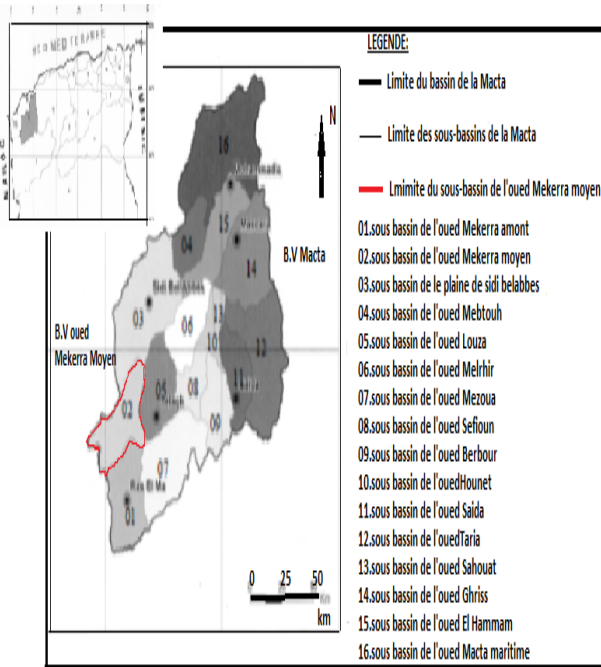 LEGENDE:
Limite du bassin de la Macta
Limite des sous-bassins de la Macta
Lmimite du sous-bassin de l'oued Mekerra moyen
01.sous bassin de l'oued Mekerra amont
02.sous bassin de l'oued Mekerra moyen
03.sous bassin de le plaine de sidi belabbes
04.sous bassin de l'oued Mebtouh
05.sous bassin de l'oued Louza
06.sous bassin de l'oued Melrhir
07.sous bassin de l'oued Mezoua
08.sous bassin de l'oued Sefioun
09.sous bassin de l'oued Berbour
10.sous bassin de l'ouedHounet
11.sous bassin de l'oued Saida
12.sous bassin de l'ouedTaria
13.sous bassin de l'oued Sahouat
14.sous bassin de l'oued Ghriss
15.sous bassin de l'oued El Hammam
16.sous bassin de l'oued Macta maritime
N
B.V Macta
B.V oued
Mekerra Moyen
16
15
04
14
03
13
06
10
12
05
08
11
02
09
07
Ras El Ma
01
0 25 50
km
MAROC